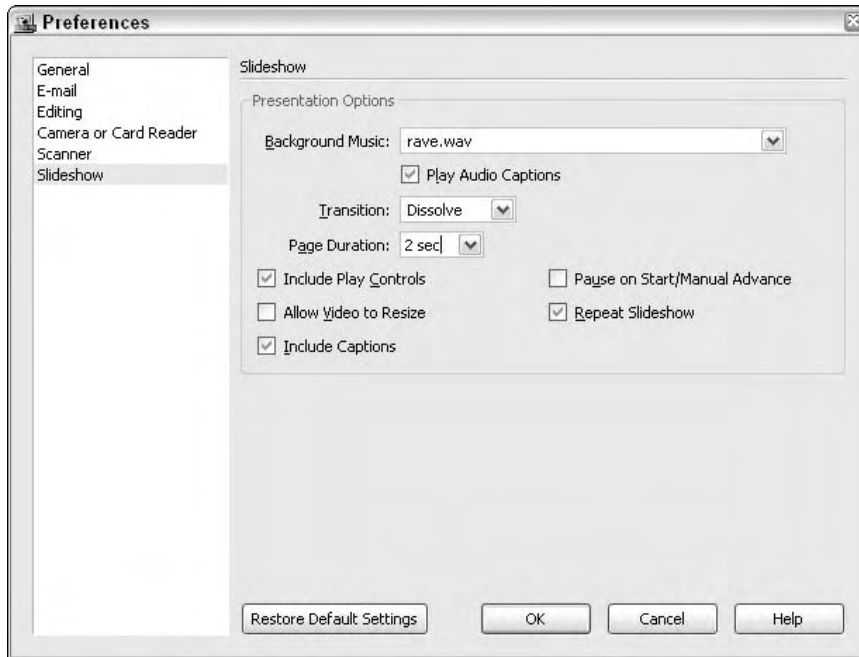 Preferences
General
E-mail
Editing
Camera or Card Reader
Scanner
Slideshow
Slideshow
Presentation Options
Background Music: rave.wav
Play Audio Captions
Transition: Dissolve
Page Duration: 2 sec
Include Play Controls
Pause on Start/Manual Advance
Allow Video to Resize
Repeat Slideshow
Include Captions
Restore Default Settings
OK
Cancel
Help